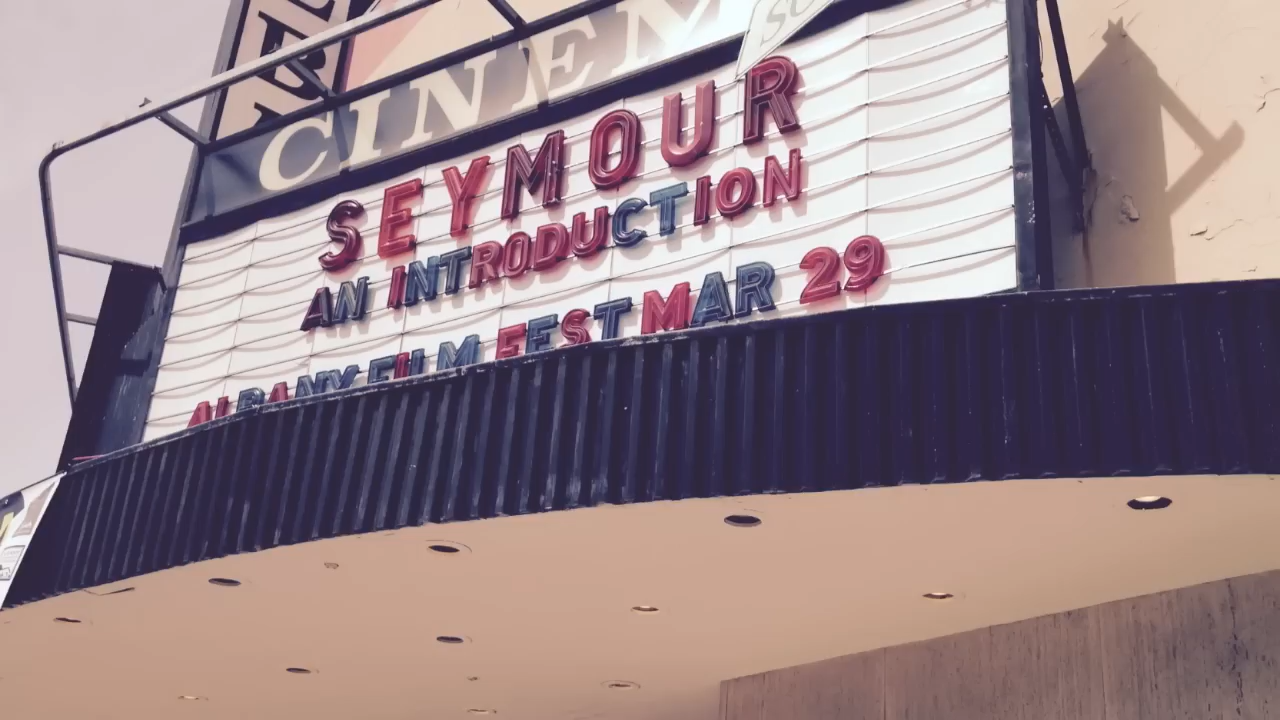 CINEM
SEYMOUR
AN INTRODUCTION
ALBANY FILM FEST MAR 29